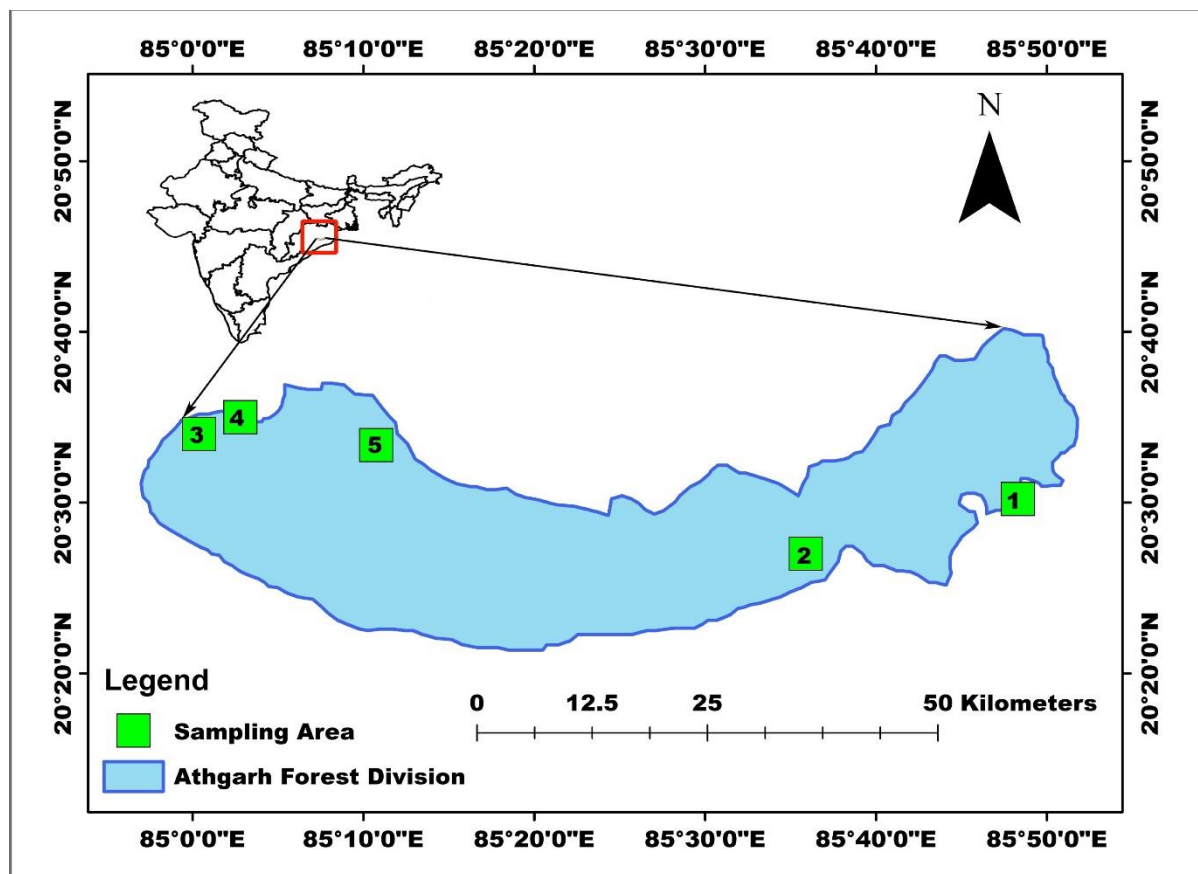 85°0'0"E 85°10'0"E 85°20'0"E 85°30'0"E 85°40'0"E 85°50'0"E
20°50'0"N
20°40'0"N
20°30'0"N
20°20'0"N
N
20°50'0"N
20°40'0"N
20°30'0"N
20°20'0"N
3
4
5
2
1
Legend
Sampling Area
Athgarh Forest Division
0 12.5 25 50 Kilometers
85°0'0"E 85°10'0"E 85°20'0"E 85°30'0"E 85°40'0"E 85°50'0"E